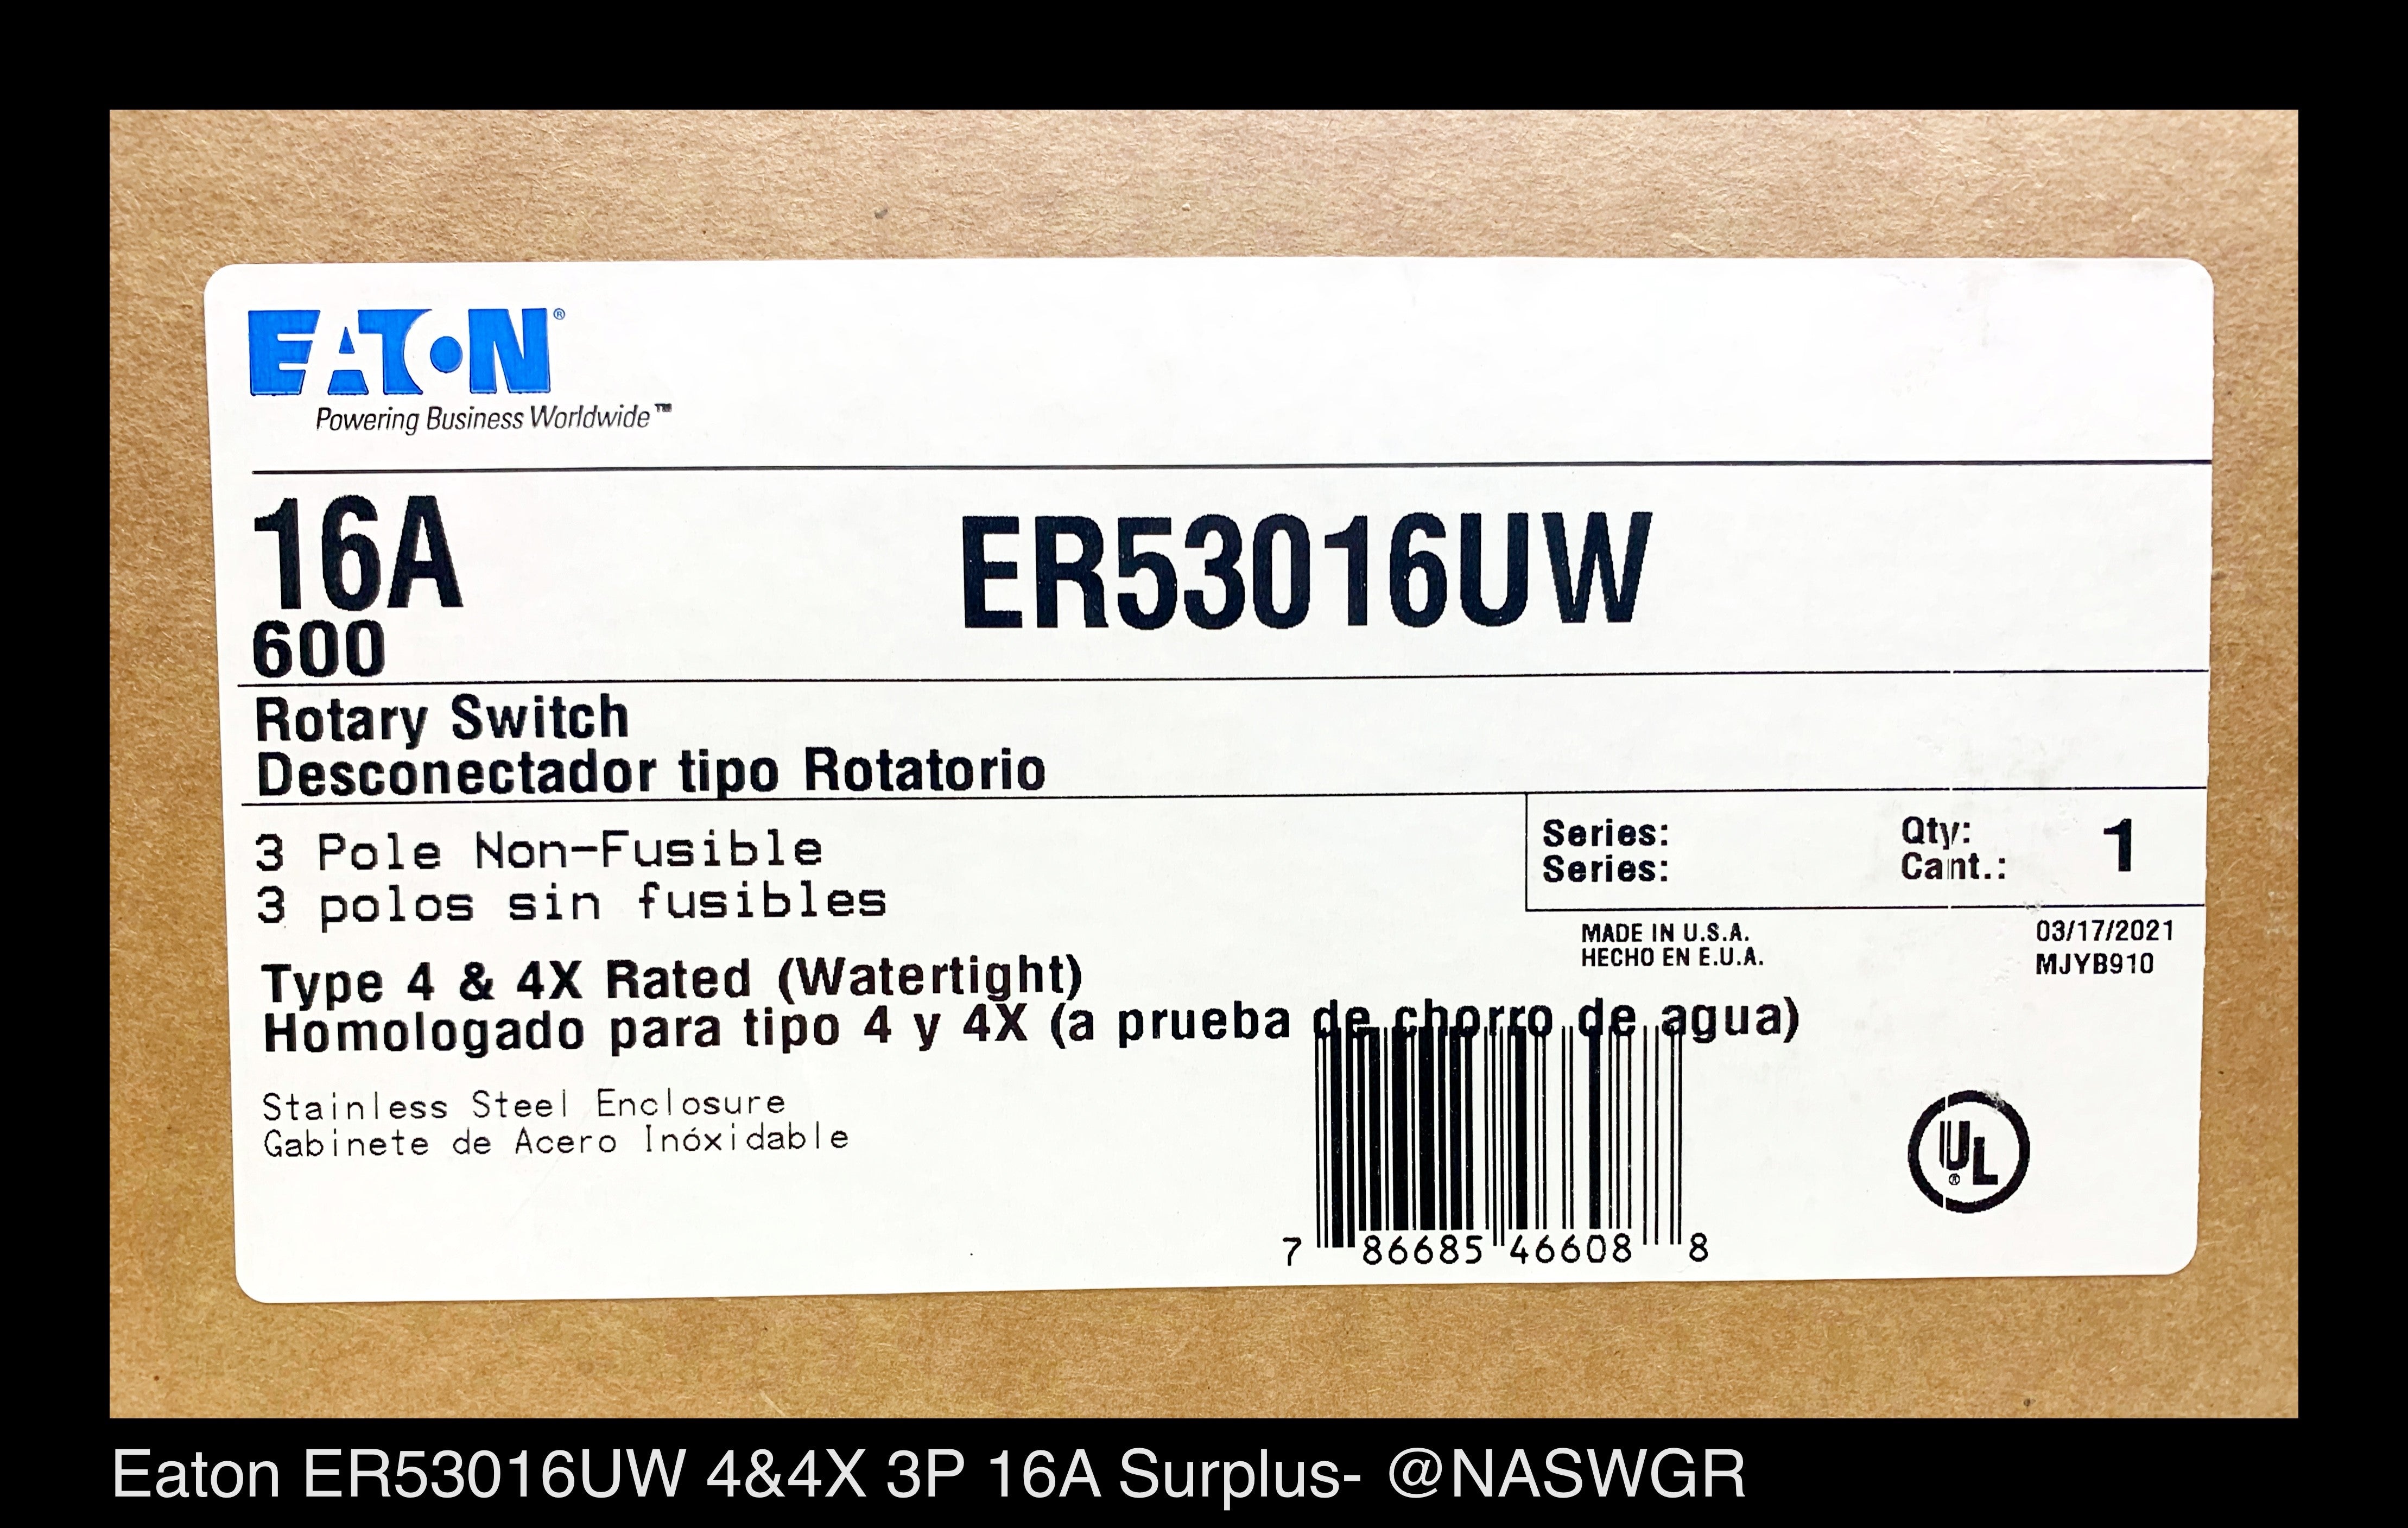 EATON®
Powering Business Worldwide™
16A
ER53016UW
600
Rotary Switch
Desconectador tipo Rotatorio
3 Pole Non-Fusible
3 polos sin fusibles
Series:
Series:
Qty:
Cant.:
1
MADE IN U.S.A.
HECHO EN E.U.A.
03/17/2021
MJYB910
Type 4 & 4X Rated (Watertight)
Homologado para tipo 4 y 4X (a prueba de chorro de agua)
Stainless Steel Enclosure
Gabinete de Acero Inóxidable
7 86685 46608 8
UL®
Eaton ER53016UW 4&4X 3P 16A Surplus- @NASWGR